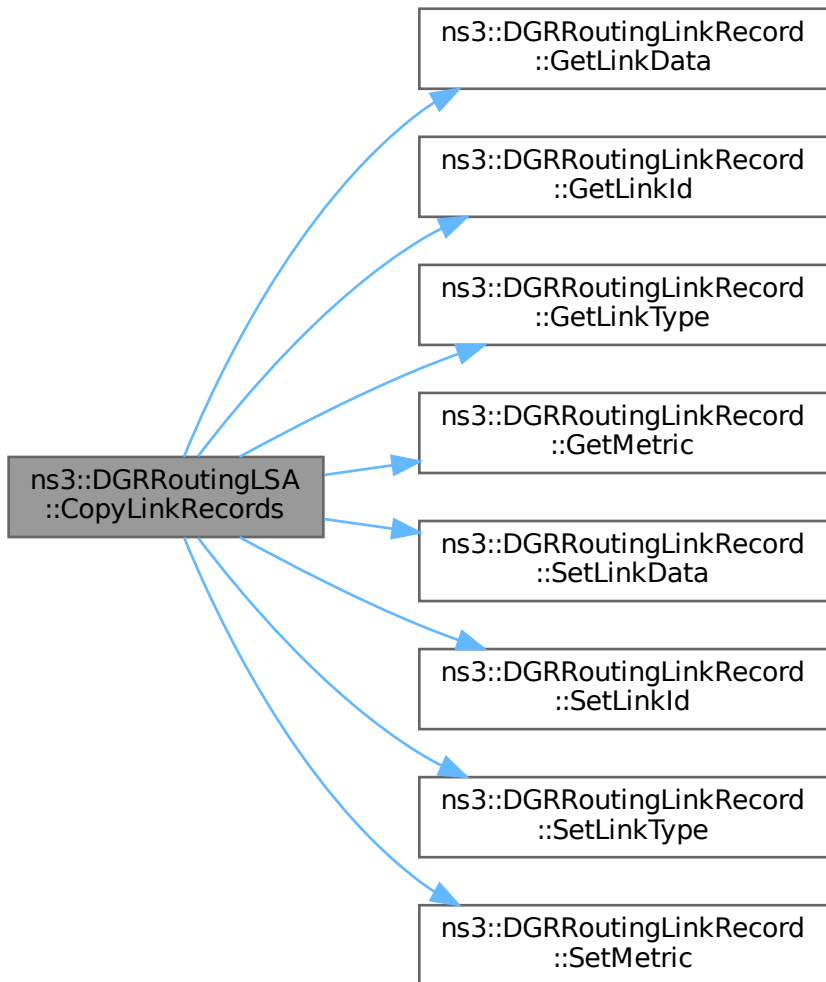 ns3::DGRRoutingLinkRecord
::GetLinkData
ns3::DGRRoutingLinkRecord
::GetLinkId
ns3::DGRRoutingLinkRecord
::GetLinkType
ns3::DGRRoutingLinkRecord
::GetMetric
ns3::DGRRoutingLSA
::CopyLinkRecords
ns3::DGRRoutingLinkRecord
::SetLinkData
ns3::DGRRoutingLinkRecord
::SetLinkId
ns3::DGRRoutingLinkRecord
::SetLinkType
ns3::DGRRoutingLinkRecord
::SetMetric